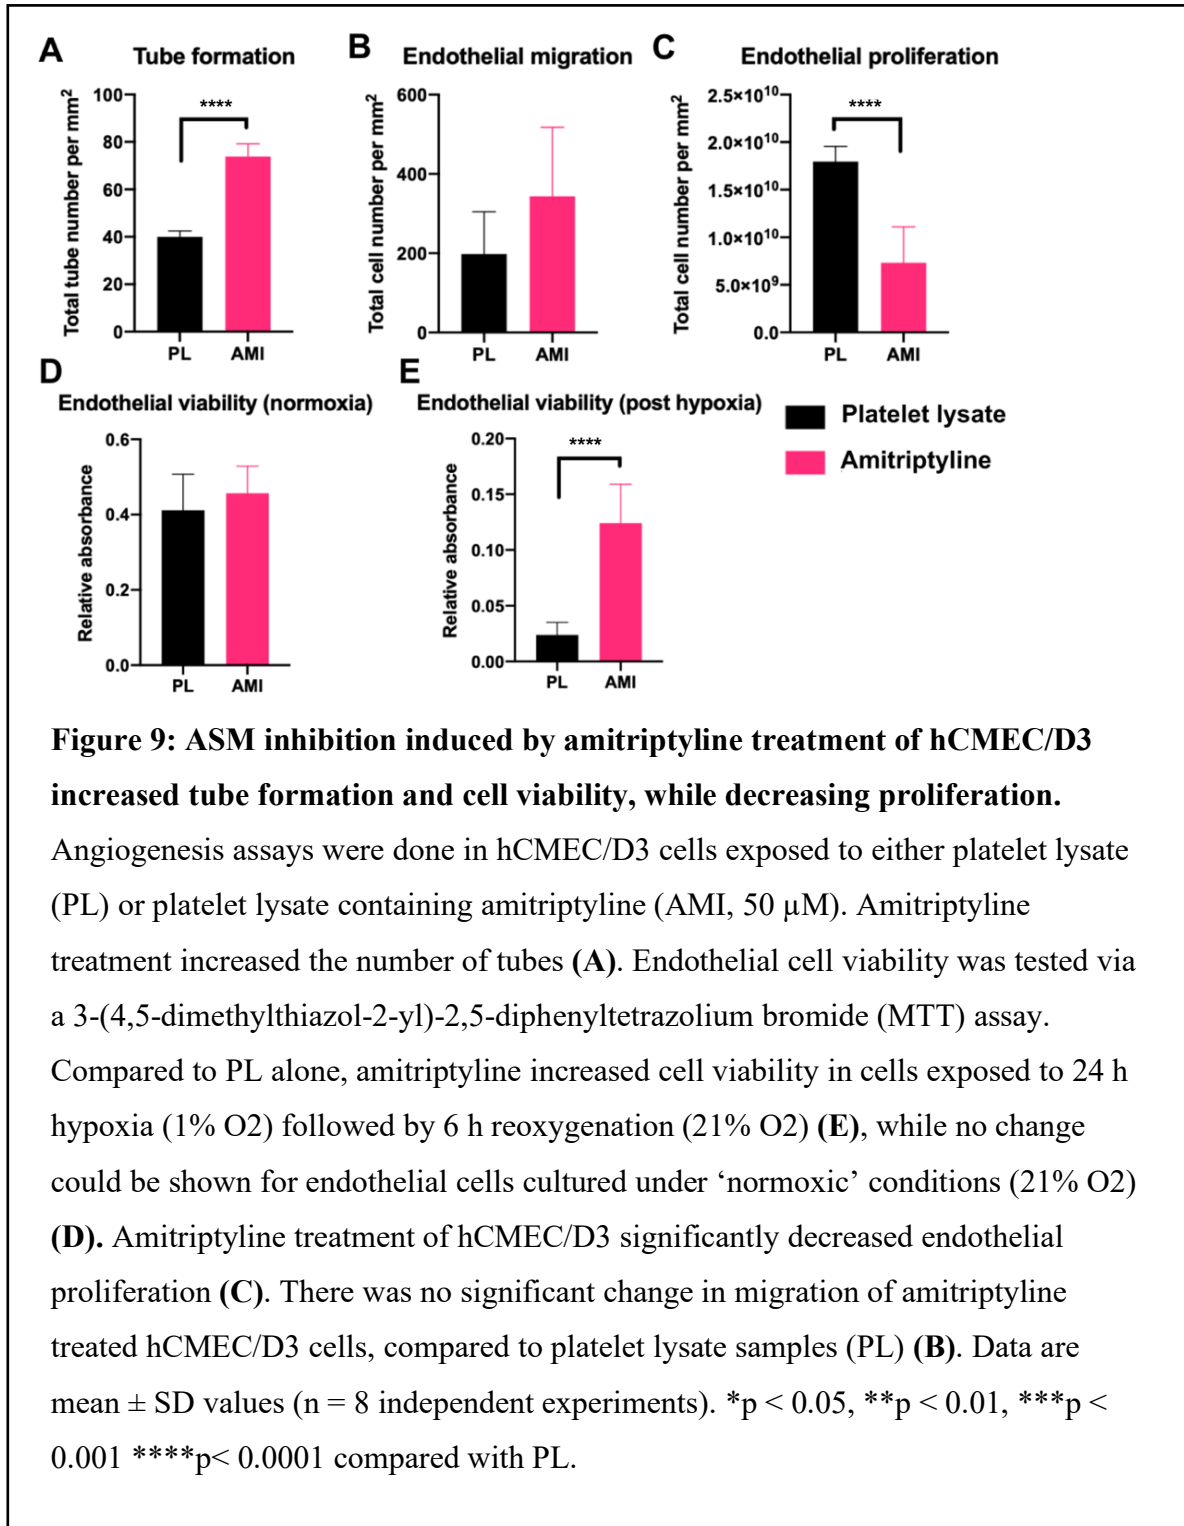 A
Tube formation
Total tube number per mm2
100
80
60
40
20
0
****
PL
AMI
B
Endothelial migration
Total cell number per mm2
600
400
200
0
PL
AMI
C
Endothelial proliferation
Total cell number per mm2
2.5×10^10
2.0×10^10
1.5×10^10
1.0×10^10
5.0×10^9
0.0
****
PL
AMI
D
Endothelial viability (normoxia)
Relative absorbance
0.6
0.4
0.2
0.0
PL
AMI
E
Endothelial viability (post hypoxia)
Relative absorbance
0.20
0.15
0.10
0.05
0.00
****
PL
AMI
Platelet lysate
Amitriptyline
Figure 9: ASM inhibition induced by amitriptyline treatment of hCMEC/D3
increased tube formation and cell viability, while decreasing proliferation.
Angiogenesis assays were done in hCMEC/D3 cells exposed to either platelet lysate
(PL) or platelet lysate containing amitriptyline (AMI, 50 µM). Amitriptyline
treatment increased the number of tubes (A). Endothelial cell viability was tested via
a 3-(4,5-dimethylthiazol-2-yl)-2,5-diphenyltetrazolium bromide (MTT) assay.
Compared to PL alone, amitriptyline increased cell viability in cells exposed to 24 h
hypoxia (1% O2) followed by 6 h reoxygenation (21% O2) (E), while no change
could be shown for endothelial cells cultured under ‘normoxic’ conditions (21% O2)
(D). Amitriptyline treatment of hCMEC/D3 significantly decreased endothelial
proliferation (C). There was no significant change in migration of amitriptyline
treated hCMEC/D3 cells, compared to platelet lysate samples (PL) (B). Data are
mean ± SD values (n = 8 independent experiments). *p < 0.05, **p < 0.01, ***p <
0.001 ****p< 0.0001 compared with PL.